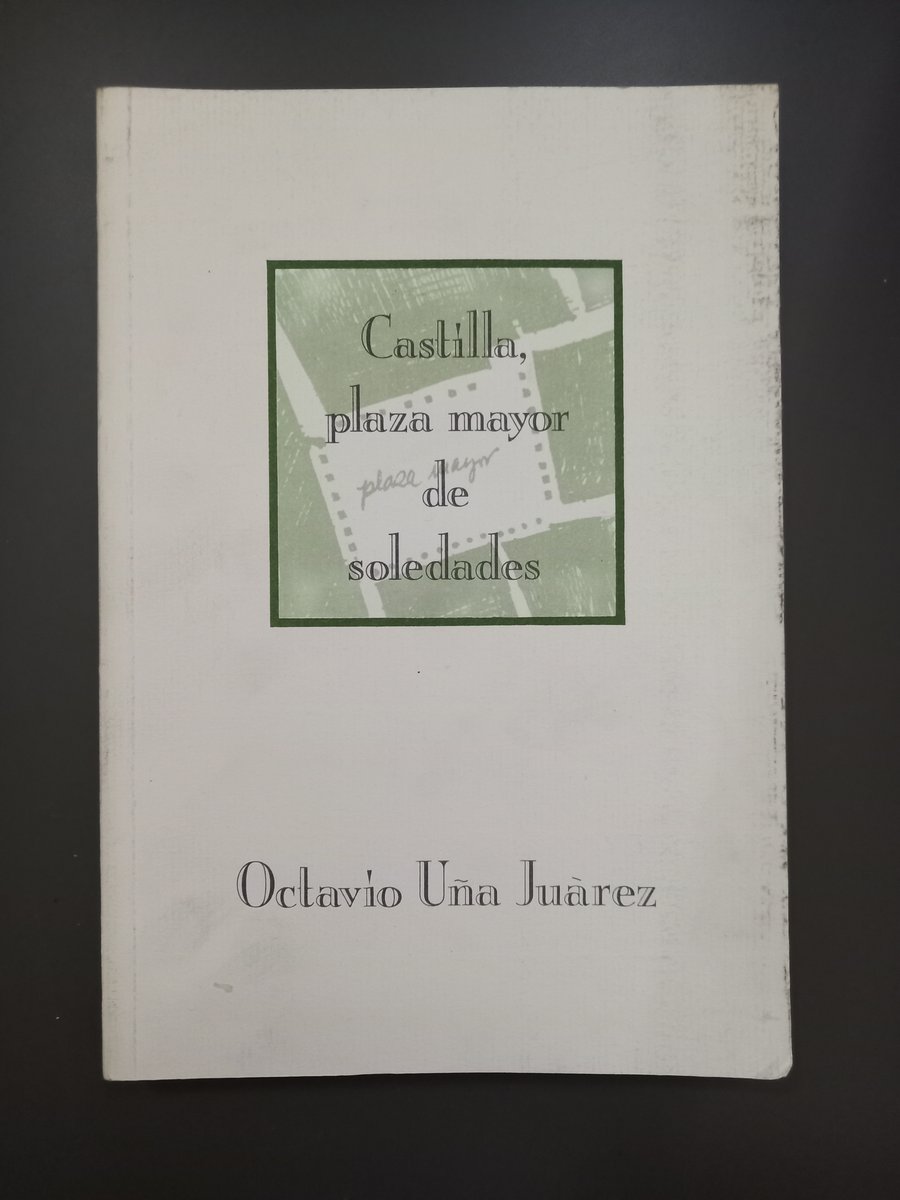 Castilla,
plaza mayor
plaza mayor
de
soledades
Octavio Uña Juàrez